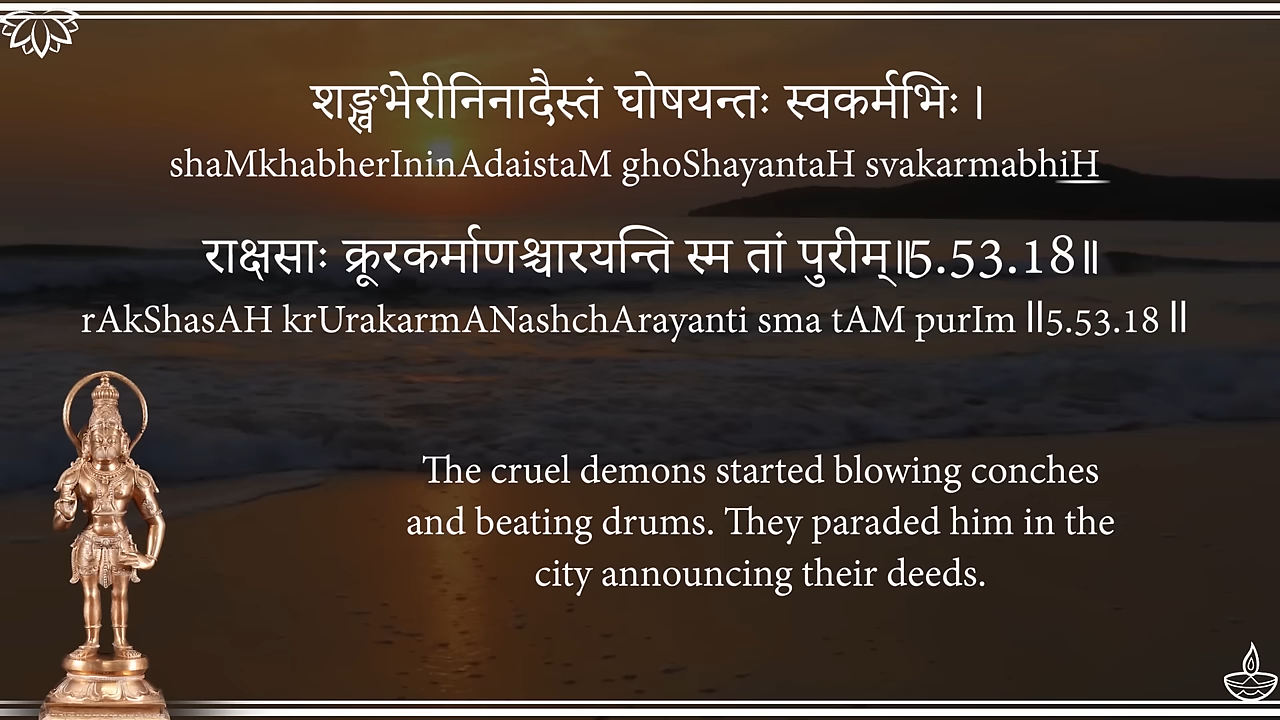 शङ्खभेरीनिनादैस्तं घोषयन्तः स्वकर्मभिः ।
shaMkhabherIninAdaistaM ghoShayantaH svakarmabhiH
राक्षसाः क्रूरकर्माणश्चारयन्ति स्म तां पुरीम्॥5.53.18॥
rAkShasAH krUrakarmANashchArayanti sma tAM purIm ||5.53.18 ||
The cruel demons started blowing conches
and beating drums. They paraded him in the
city announcing their deeds.